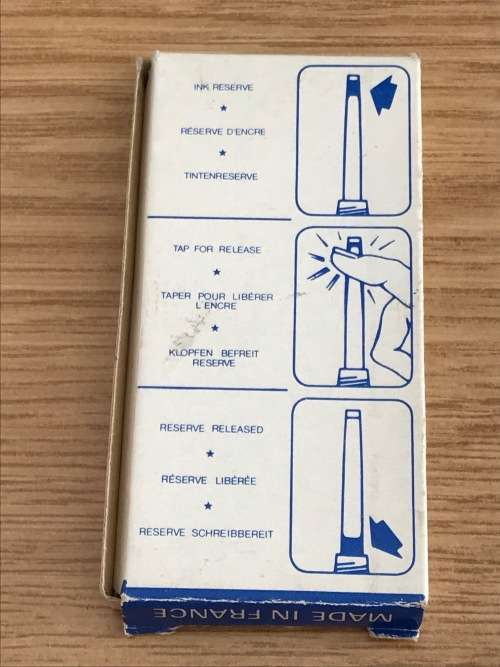 INK RESERVE
★
RÉSERVE D'ENCRE
★
TINTENRESERVE
TAP FOR RELEASE
★
TAPER POUR LIBÉRER
L'ENCRE
★
KLOPFEN BEFREIT
RESERVE
RESERVE RELEASED
★
RÉSERVE LIBÉRÉE
★
RESERVE SCHREIBBEREIT
MADE IN FRANCE